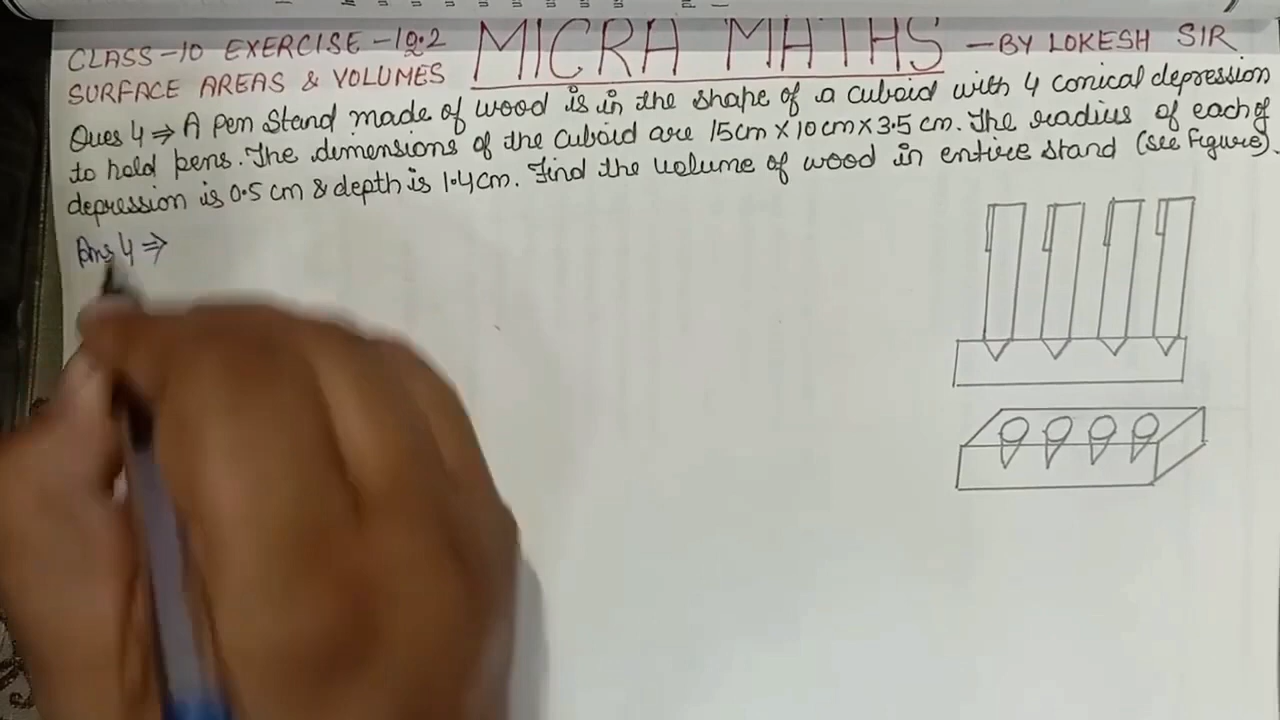 CLASS-10 EXERCISE-12.2 MICRA MATHS - BY LOKESH SIR
SURFACE AREAS & VOLUMES
Ques 4 ⇒ A Pen Stand made of wood is in the shape of a cuboid with 4 conical depression
to hold pens. The dimensions of the cuboid are 15cm × 10cm × 3.5 cm. The radius of each of
depression is 0.5 cm & depth is 1.4 cm. Find the volume of wood in entire stand (see Figure).
Ans 4 ⇒